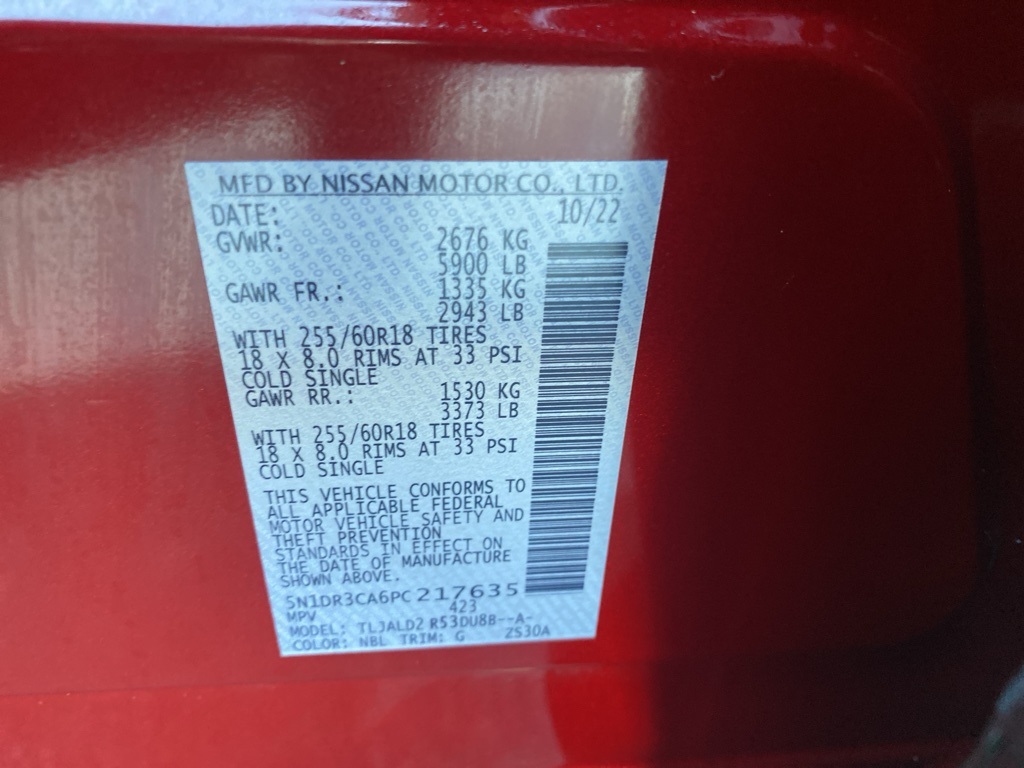 MFD BY NISSAN MOTOR CO., LTD.
DATE: 10/22
GVWR: 2676 KG
5900 LB
GAWR FR.: 1335 KG
2943 LB
WITH 255/60R18 TIRES
18 X 8.0 RIMS AT 33 PSI
COLD SINGLE
GAWR RR.: 1530 KG
3373 LB
WITH 255/60R18 TIRES
18 X 8.0 RIMS AT 33 PSI
COLD SINGLE
THIS VEHICLE CONFORMS TO
ALL APPLICABLE FEDERAL
MOTOR VEHICLE SAFETY AND
THEFT PREVENTION
STANDARDS IN EFFECT ON
THE DATE OF MANUFACTURE
SHOWN ABOVE.
5N1DR3CA6PC217635
MPV 423
MODEL: TLJALD2 R53DU8B--A-
COLOR: NBL TRIM: G ZS30A